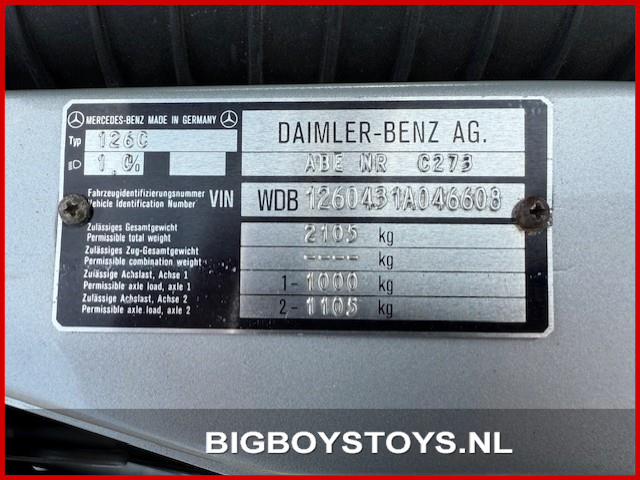 MERCEDES-BENZ MADE IN GERMANY
Typ 126C
1.0%
DAIMLER-BENZ AG.
ABE NR C273
Fahrzeugidentifizierungsnummer
Vehicle Identification Number VIN WDB 1260431A046608
Zulässiges Gesamtgewicht
Permissible total weight 2105 kg
Zulässiges Zug-Gesamtgewicht
Permissible combination weight ---- kg
Zulässige Achslast, Achse 1
Permissible axle load, axle 1 1- 1000 kg
Zulässige Achslast, Achse 2
Permissible axle load, axle 2 2- 1105 kg
BIGBOYSTOYS.NL